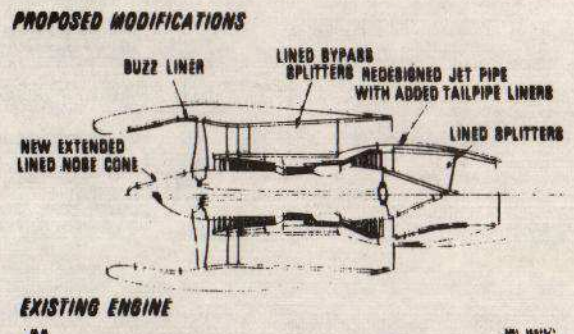 PROPOSED MODIFICATIONS
BUZZ LINER
LINED BYPASS
SPLITTERS
REDESIGNED JET PIPE
WITH ADDED TAILPIPE LINERS
LINED SPLITTERS
NEW EXTENDED
LINED NOSE CONE
EXISTING ENGINE